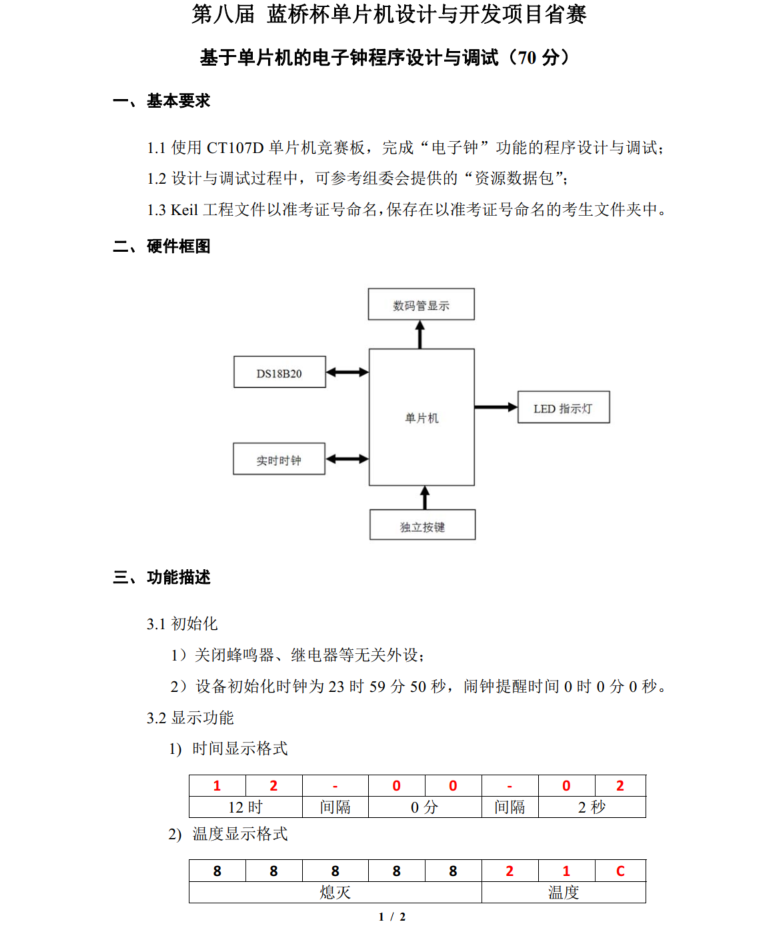 第八届 蓝桥杯单片机设计与开发项目省赛
基于单片机的电子钟程序设计与调试（70 分）
一、 基本要求
1.1 使用 CT107D 单片机竞赛板，完成“电子钟”功能的程序设计与调试；
1.2 设计与调试过程中，可参考组委会提供的“资源数据包”；
1.3 Keil 工程文件以准考证号命名，保存在以准考证号命名的考生文件夹中。
二、 硬件框图
数码管显示
DS18B20
单片机
LED 指示灯
实时时钟
独立按键
三、 功能描述
3.1 初始化
1）关闭蜂鸣器、继电器等无关外设；
2）设备初始化时钟为 23 时 59 分 50 秒，闹钟提醒时间 0 时 0 分 0 秒。
3.2 显示功能
1) 时间显示格式
1 2 - 0 0 - 0 2
12 时 间隔 0 分 间隔 2 秒
2) 温度显示格式
8 8 8 8 8 2 1 C
熄灭 温度
1 / 2